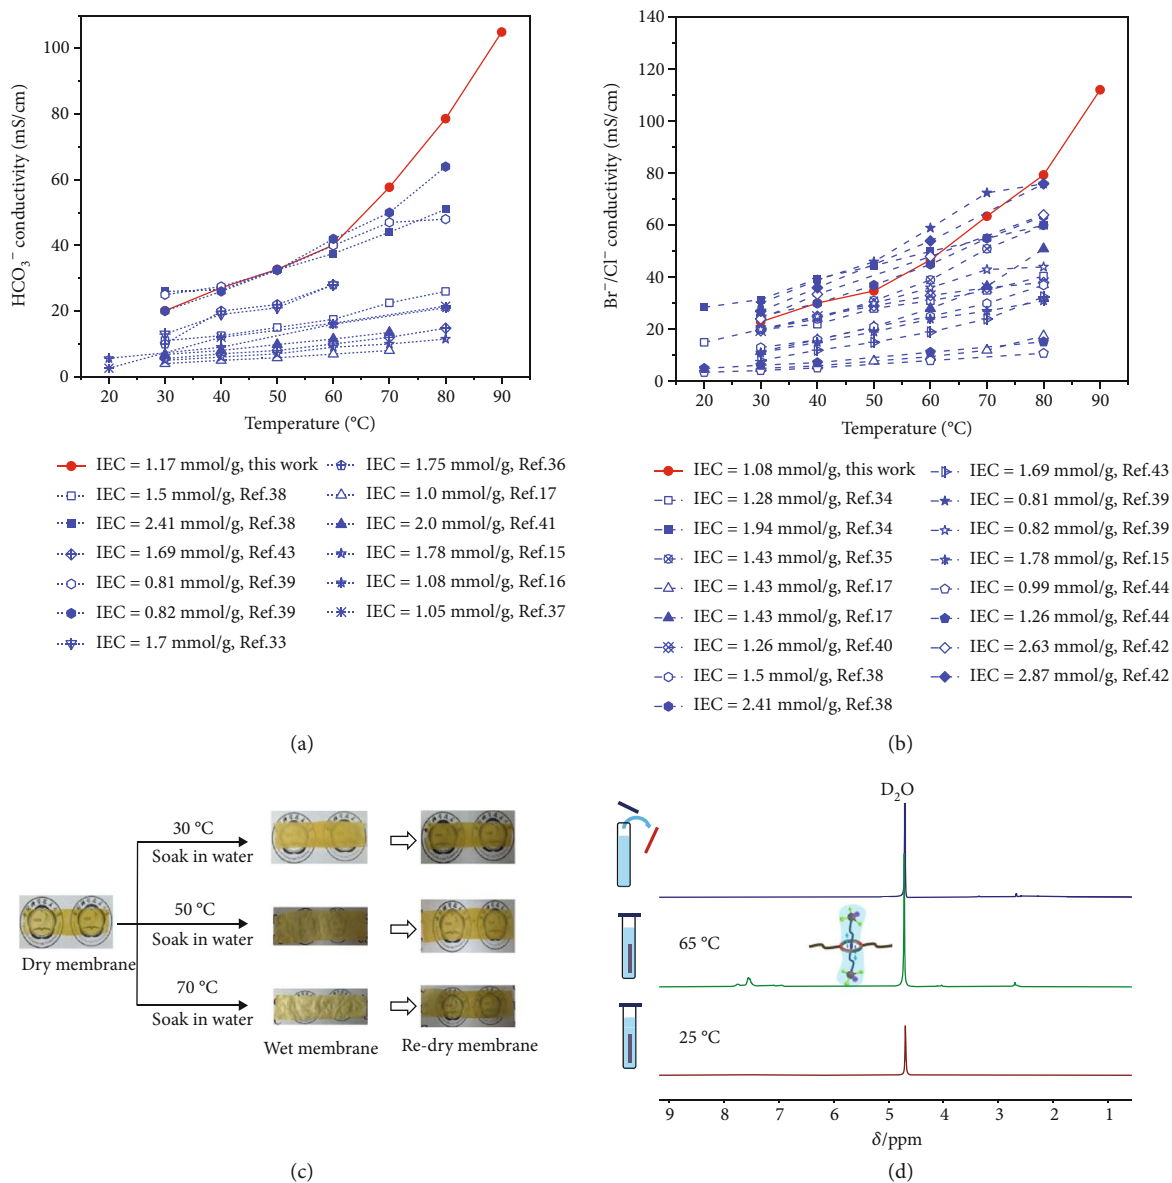 HCO₃⁻ conductivity (mS/cm)
100
80
60
40
20
0
20 30 40 50 60 70 80 90
Temperature (°C)
IEC = 1.17 mmol/g, this work
IEC = 1.5 mmol/g, Ref.38
IEC = 2.41 mmol/g, Ref.38
IEC = 1.69 mmol/g, Ref.43
IEC = 0.81 mmol/g, Ref.39
IEC = 0.82 mmol/g, Ref.39
IEC = 1.7 mmol/g, Ref.33
IEC = 1.75 mmol/g, Ref.36
IEC = 1.0 mmol/g, Ref.17
IEC = 2.0 mmol/g, Ref.41
IEC = 1.78 mmol/g, Ref.15
IEC = 1.08 mmol/g, Ref.16
IEC = 1.05 mmol/g, Ref.37
(a)
Br⁻/Cl⁻ conductivity (mS/cm)
140
120
100
80
60
40
20
0
20 30 40 50 60 70 80 90
Temperature (°C)
IEC = 1.08 mmol/g, this work
IEC = 1.28 mmol/g, Ref.34
IEC = 1.94 mmol/g, Ref.34
IEC = 1.43 mmol/g, Ref.35
IEC = 1.43 mmol/g, Ref.17
IEC = 1.43 mmol/g, Ref.17
IEC = 1.26 mmol/g, Ref.40
IEC = 1.5 mmol/g, Ref.38
IEC = 2.41 mmol/g, Ref.38
IEC = 1.69 mmol/g, Ref.43
IEC = 0.81 mmol/g, Ref.39
IEC = 0.82 mmol/g, Ref.39
IEC = 1.78 mmol/g, Ref.15
IEC = 0.99 mmol/g, Ref.44
IEC = 1.26 mmol/g, Ref.44
IEC = 2.63 mmol/g, Ref.42
IEC = 2.87 mmol/g, Ref.42
(b)
Dry membrane
30 °C
Soak in water
50 °C
Soak in water
70 °C
Soak in water
Wet membrane
Re-dry membrane
(c)
D₂O
65 °C
25 °C
9 8 7 6 5 4 3 2 1
δ/ppm
(d)